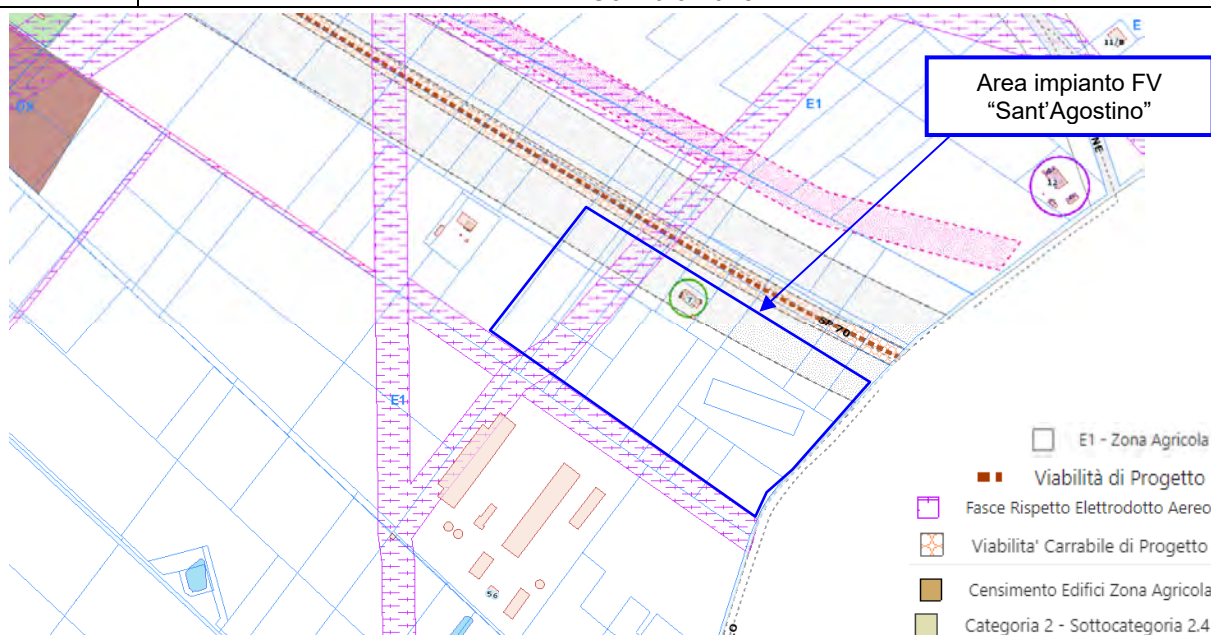 11/B
E
Area impianto FV
“Sant’Agostino”
E1
NE
12
1
SP 70
E1
56
E1 - Zona Agricola
Viabilità di Progetto
Fasce Rispetto Elettrodotto Aereo
Viabilita' Carrabile di Progetto
Censimento Edifici Zona Agricola
Categoria 2 - Sottocategoria 2.4